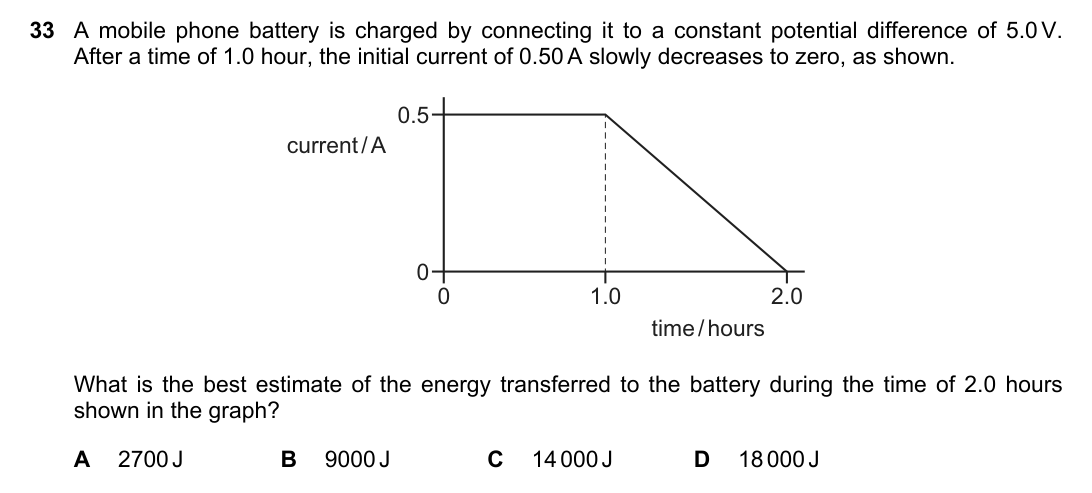 33 A mobile phone battery is charged by connecting it to a constant potential difference of 5.0 V.
After a time of 1.0 hour, the initial current of 0.50 A slowly decreases to zero, as shown.
0.5
current / A
0
0 1.0 2.0
time / hours
What is the best estimate of the energy transferred to the battery during the time of 2.0 hours
shown in the graph?
A 2700 J B 9000 J C 14 000 J D 18 000 J